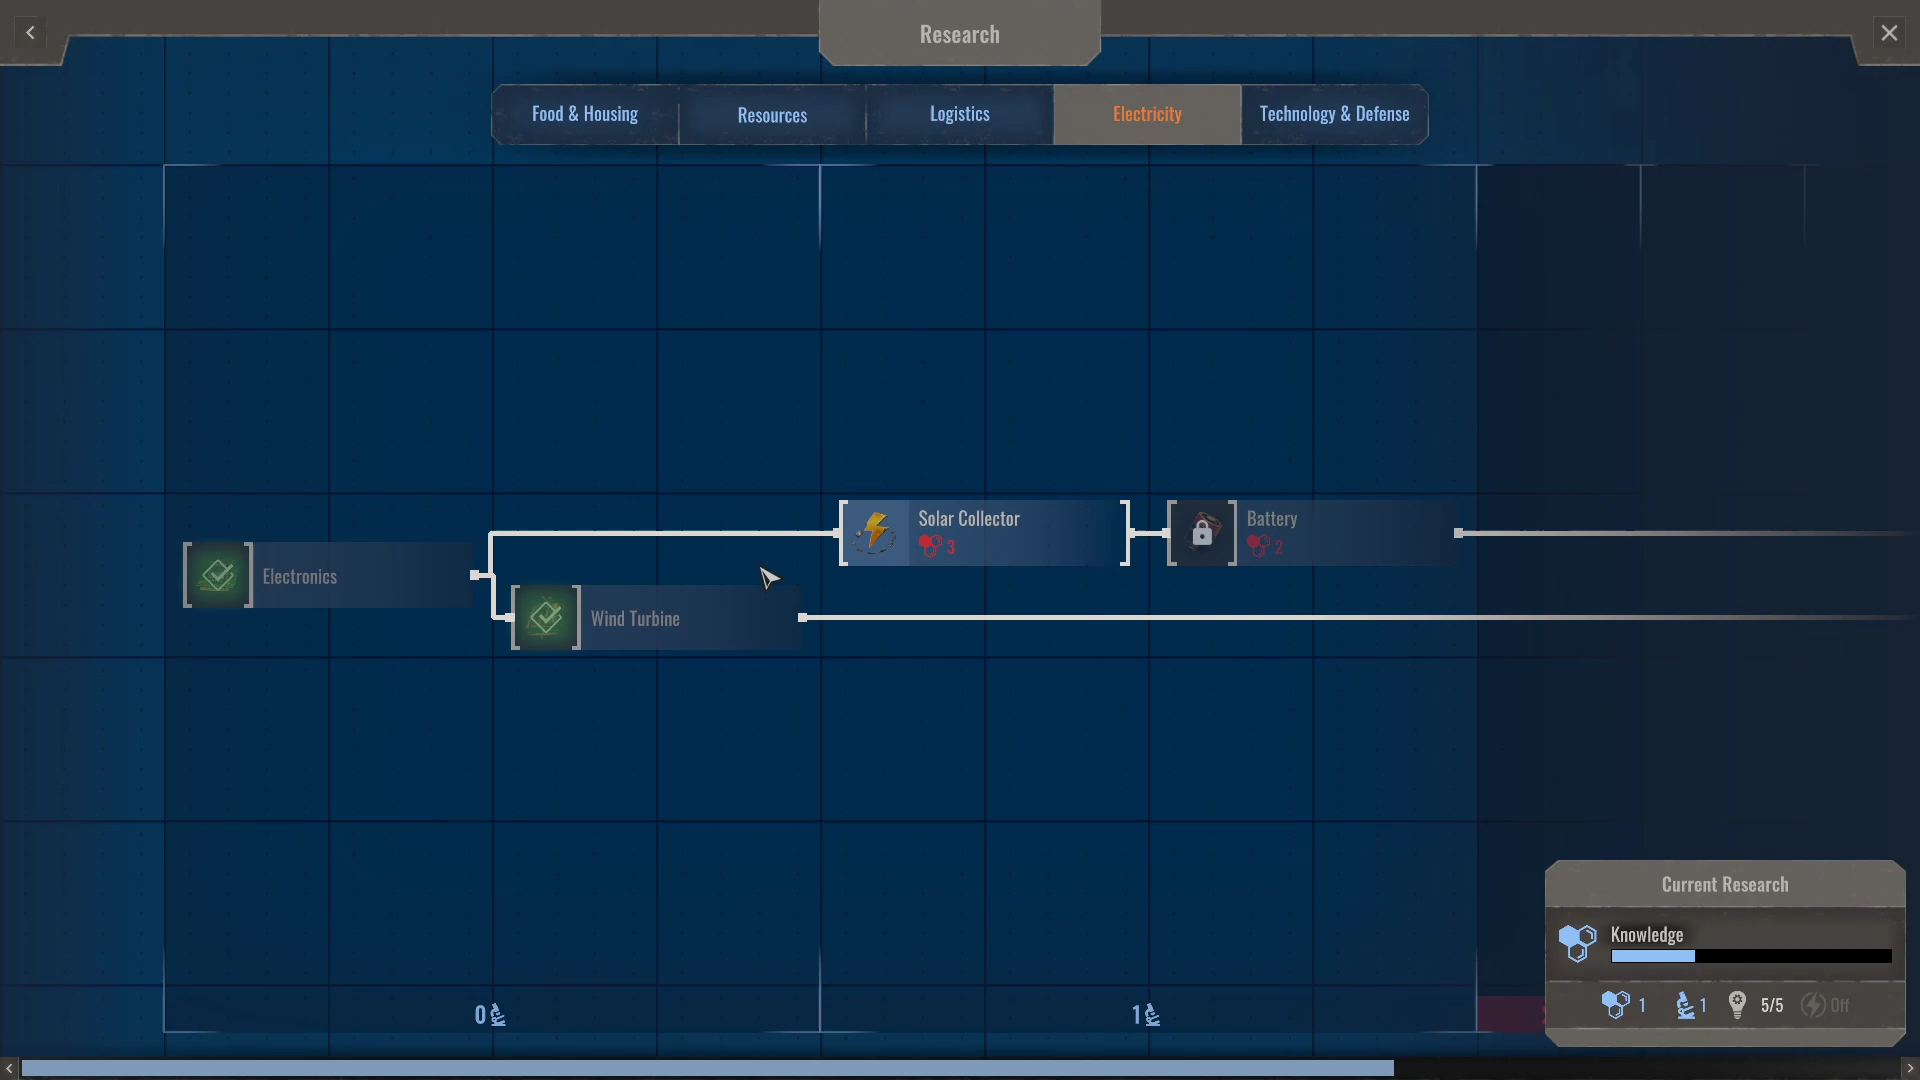 Research
Food & Housing
Resources
Logistics
Electricity
Technology & Defense
Solar Collector
3
Battery
2
Electronics
Wind Turbine
Current Research
Knowledge
1
1
5/5
Off
0
1